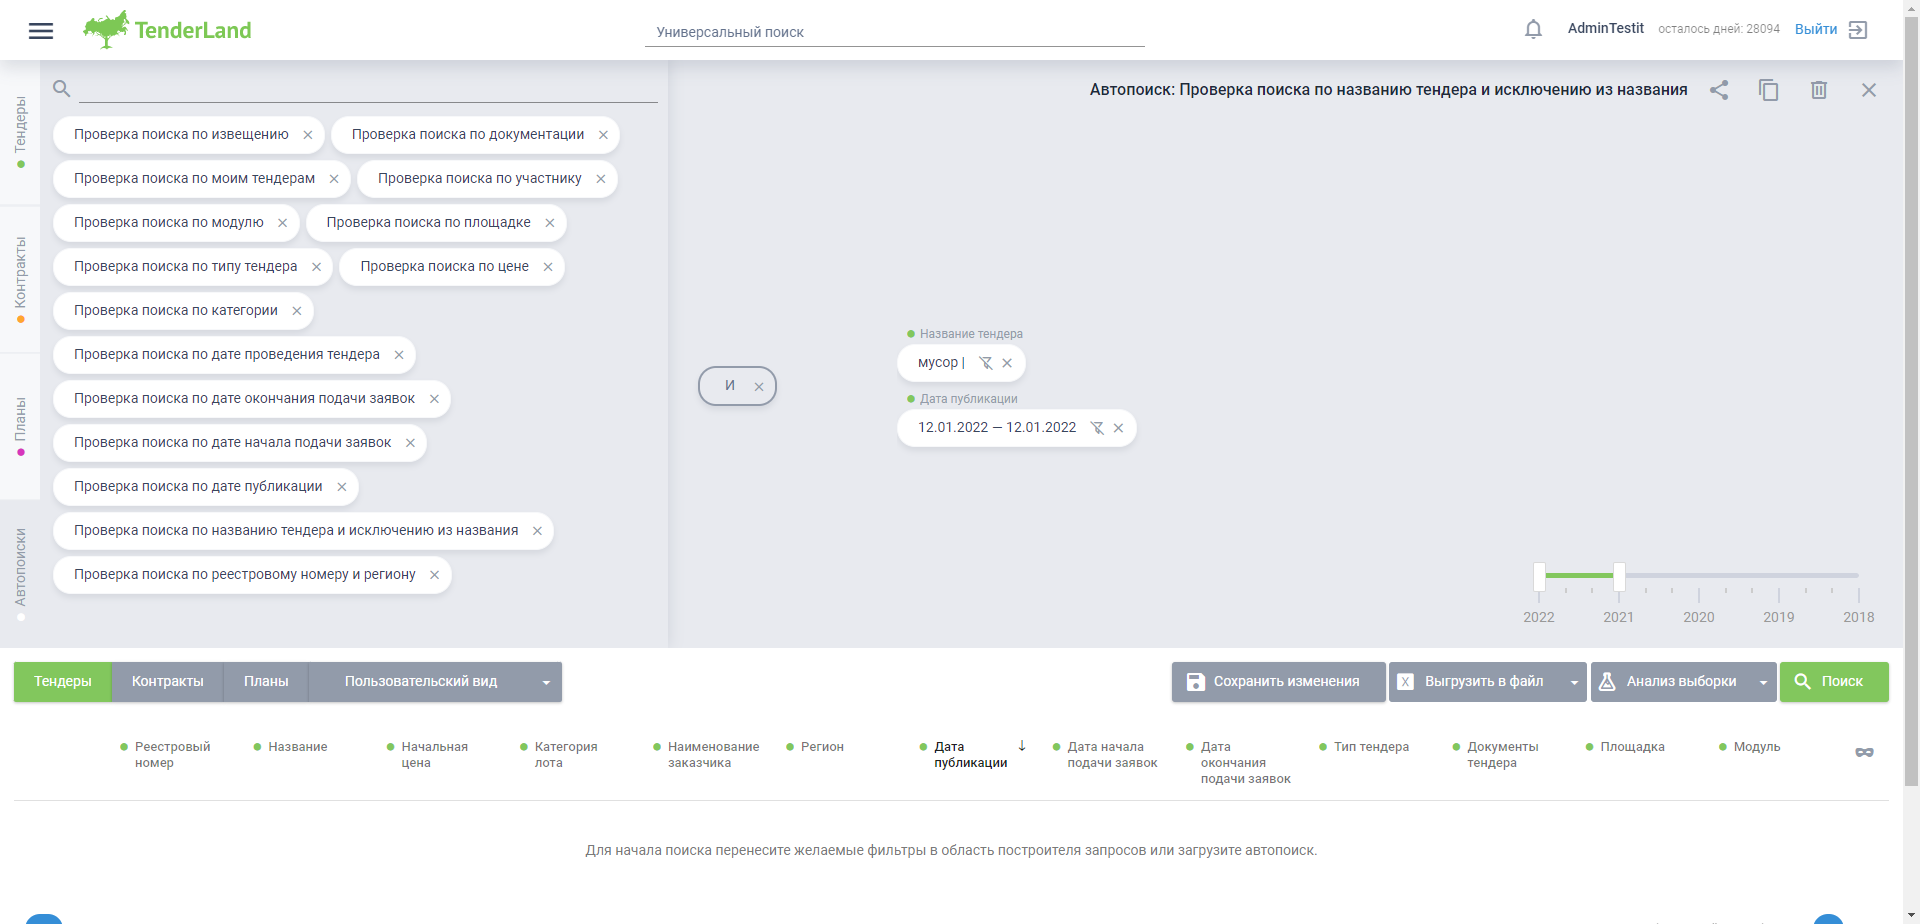 TenderLand
Универсальный поиск
AdminTestit
осталось дней: 28094
Выйти
Тендеры
Контракты
Планы
Автопоиски
Проверка поиска по извещению
Проверка поиска по документации
Проверка поиска по моим тендерам
Проверка поиска по участнику
Проверка поиска по модулю
Проверка поиска по площадке
Проверка поиска по типу тендера
Проверка поиска по цене
Проверка поиска по категории
Проверка поиска по дате проведения тендера
Проверка поиска по дате окончания подачи заявок
Проверка поиска по дате начала подачи заявок
Проверка поиска по дате публикации
Проверка поиска по названию тендера и исключению из названия
Проверка поиска по реестровому номеру и региону
Автопоиск: Проверка поиска по названию тендера и исключению из названия
И
Название тендера
мусор |
Дата публикации
12.01.2022 — 12.01.2022
2022 2021 2020 2019 2018
Тендеры
Контракты
Планы
Пользовательский вид
Сохранить изменения
X Выгрузить в файл
Анализ выборки
Поиск
Реестровый
номер
Название
Начальная
цена
Категория
лота
Наименование
заказчика
Регион
Дата
публикации
Дата начала
подачи заявок
Дата
окончания
подачи заявок
Тип тендера
Документы
тендера
Площадка
Модуль
Для начала поиска перенесите желаемые фильтры в область построителя запросов или загрузите автопоиск.